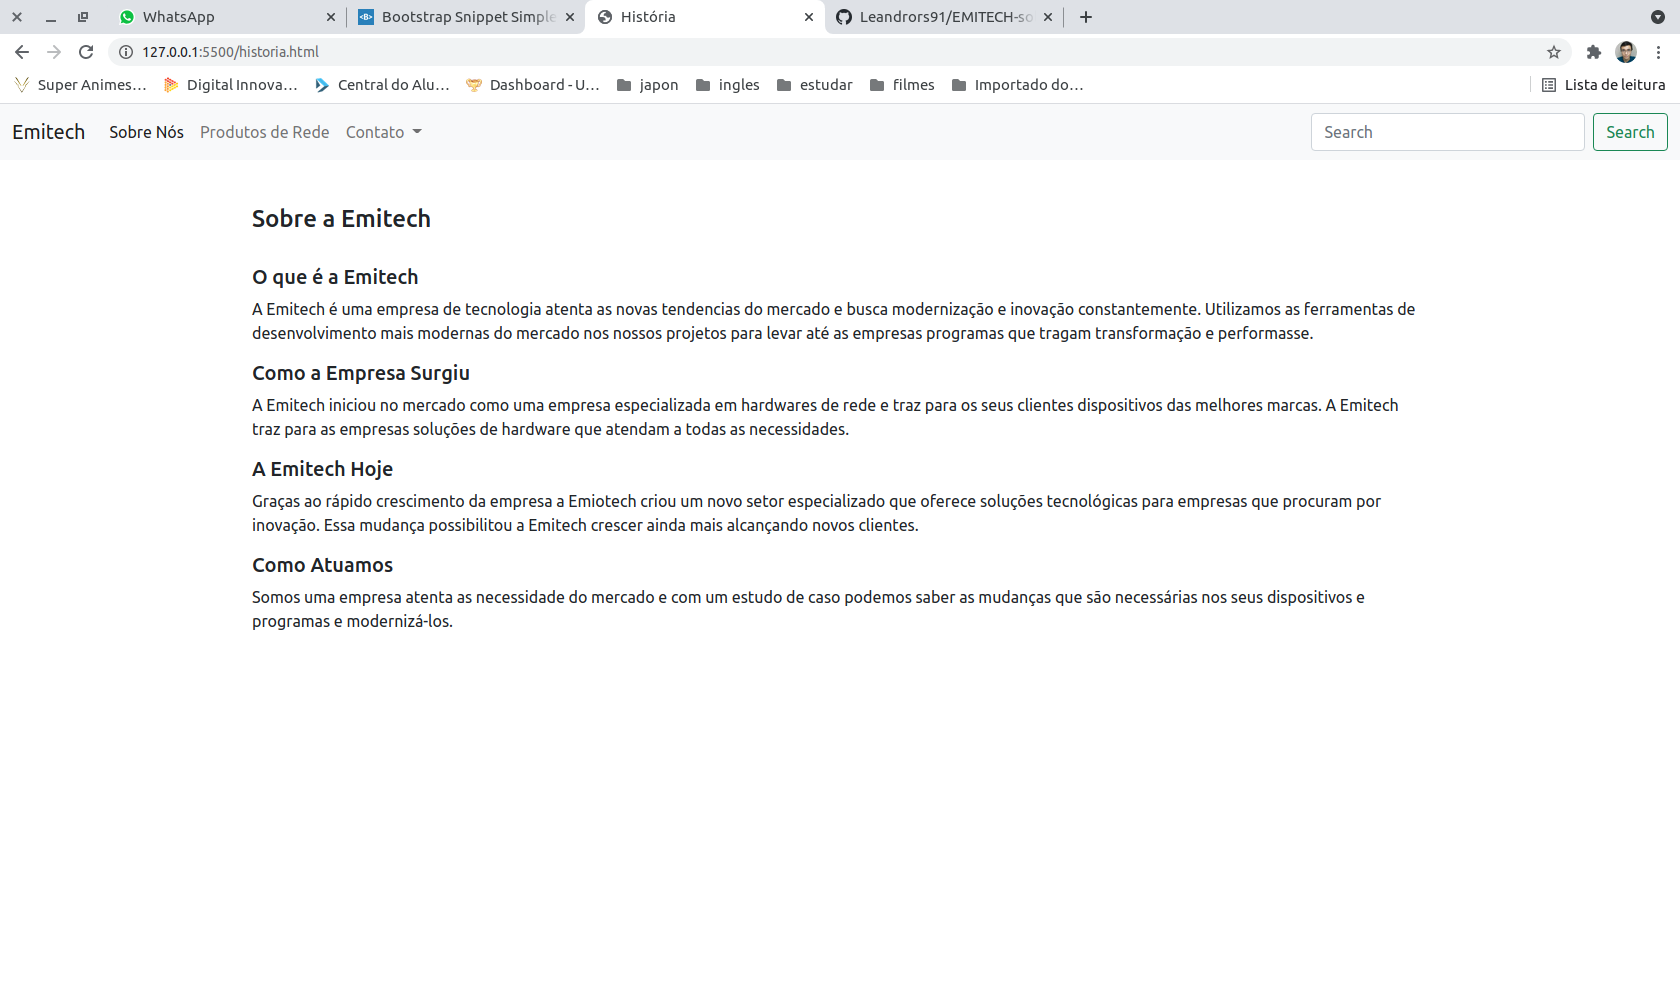 WhatsApp
Bootstrap Snippet Simple
História
Leandrors91/EMITECH-so
127.0.0.1:5500/historia.html
Super Animes…
Digital Innova…
Central do Alu…
Dashboard - U…
japon
ingles
estudar
filmes
Importado do…
Lista de leitura
Emitech
Sobre Nós
Produtos de Rede
Contato
Search
Search
Sobre a Emitech
O que é a Emitech
A Emitech é uma empresa de tecnologia atenta as novas tendencias do mercado e busca modernização e inovação constantemente. Utilizamos as ferramentas de
desenvolvimento mais modernas do mercado nos nossos projetos para levar até as empresas programas que tragam transformação e performasse.
Como a Empresa Surgiu
A Emitech iniciou no mercado como uma empresa especializada em hardwares de rede e traz para os seus clientes dispositivos das melhores marcas. A Emitech
traz para as empresas soluções de hardware que atendam a todas as necessidades.
A Emitech Hoje
Graças ao rápido crescimento da empresa a Emiotech criou um novo setor especializado que oferece soluções tecnológicas para empresas que procuram por
inovação. Essa mudança possibilitou a Emitech crescer ainda mais alcançando novos clientes.
Como Atuamos
Somos uma empresa atenta as necessidade do mercado e com um estudo de caso podemos saber as mudanças que são necessárias nos seus dispositivos e
programas e modernizá-los.